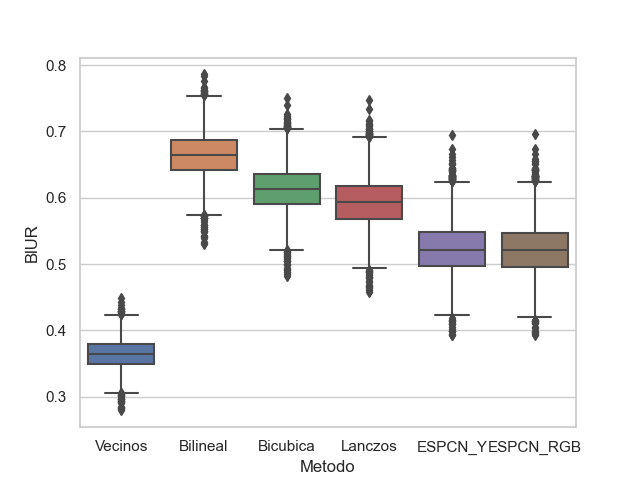 0.8
0.7
0.6
0.5
0.4
0.3
BIUR
Vecinos Bilineal Bicubica Lanczos ESPCN_Y ESPCN_RGB
Metodo